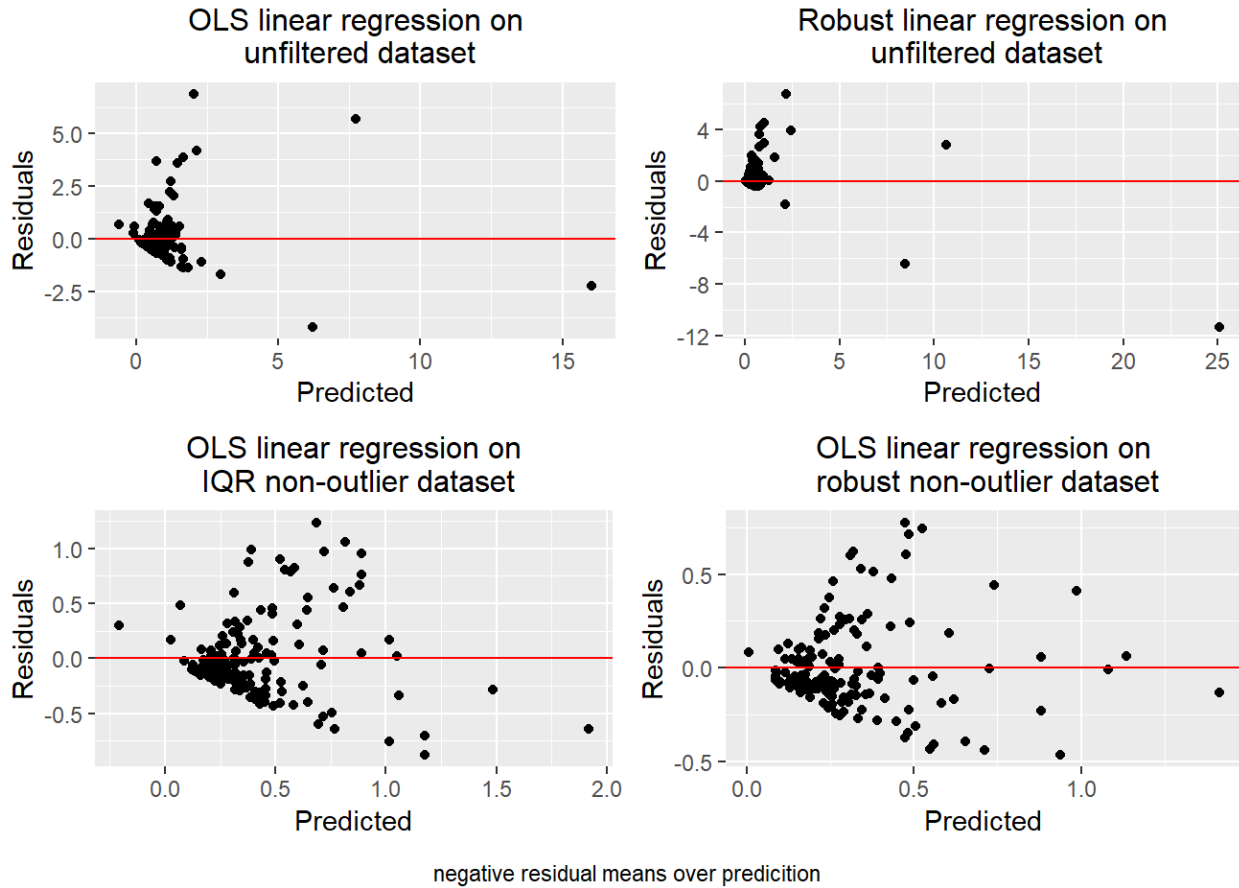 OLS linear regression on
unfiltered dataset
Residuals
5.0
2.5
0.0
-2.5
0 5 10 15
Predicted
Robust linear regression on
unfiltered dataset
Residuals
4
0
-4
-8
-12
0 5 10 15 20 25
Predicted
OLS linear regression on
IQR non-outlier dataset
Residuals
1.0
0.5
0.0
-0.5
0.0 0.5 1.0 1.5 2.0
Predicted
OLS linear regression on
robust non-outlier dataset
Residuals
0.5
0.0
-0.5
0.0 0.5 1.0
Predicted
negative residual means over predicition